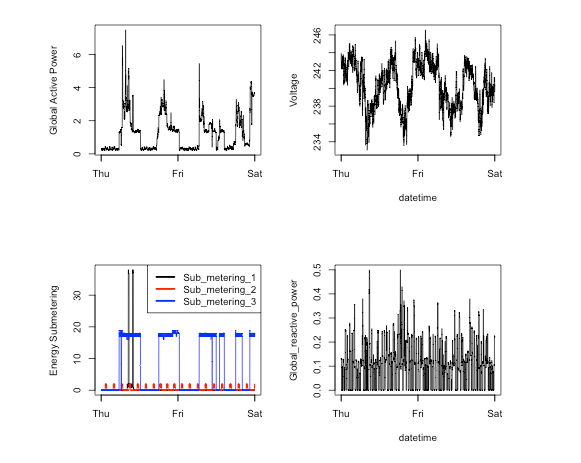 Global Active Power
0
2
4
6
Thu
Fri
Sat
Voltage
234
238
242
246
Thu
Fri
Sat
datetime
Energy Submetering
0
10
20
30
Thu
Fri
Sat
Sub_metering_1
Sub_metering_2
Sub_metering_3
Global_reactive_power
0.0
0.1
0.2
0.3
0.4
0.5
Thu
Fri
Sat
datetime